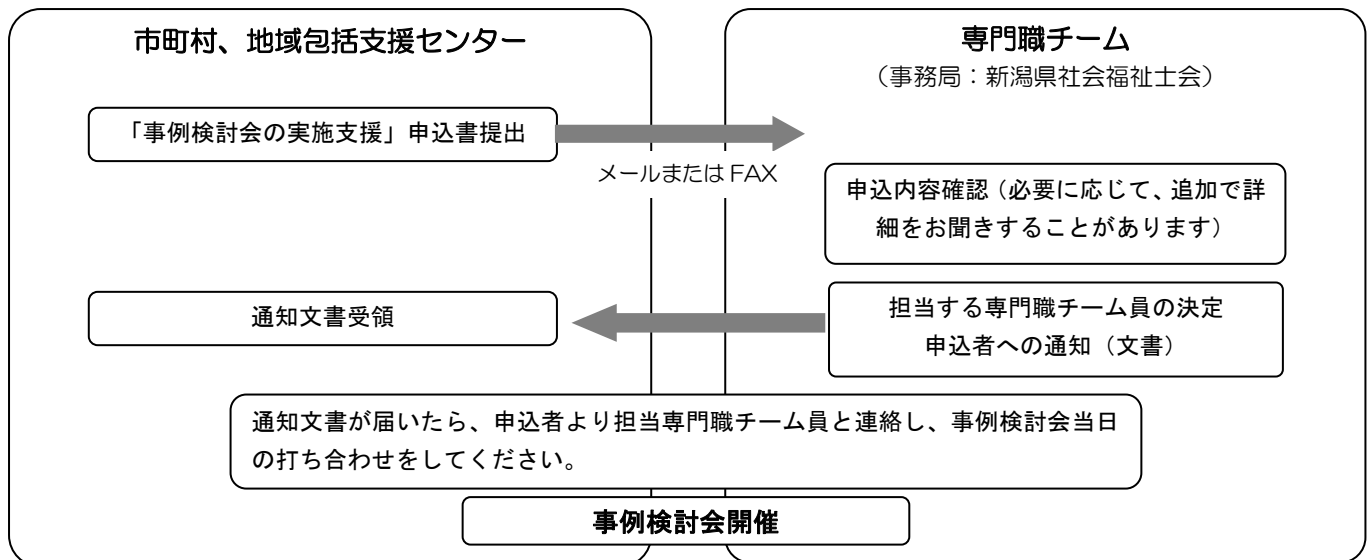 市町村、地域包括支援センター
専門職チーム
（事務局：新潟県社会福祉士会）
「事例検討会の実施支援」申込書提出
メールまたは FAX
申込内容確認（必要に応じて、追加で詳
細をお聞きすることがあります）
通知文書受領
担当する専門職チーム員の決定
申込者への通知（文書）
通知文書が届いたら、申込者より担当専門職チーム員と連絡し、事例検討会当日
の打ち合わせをしてください。
事例検討会開催